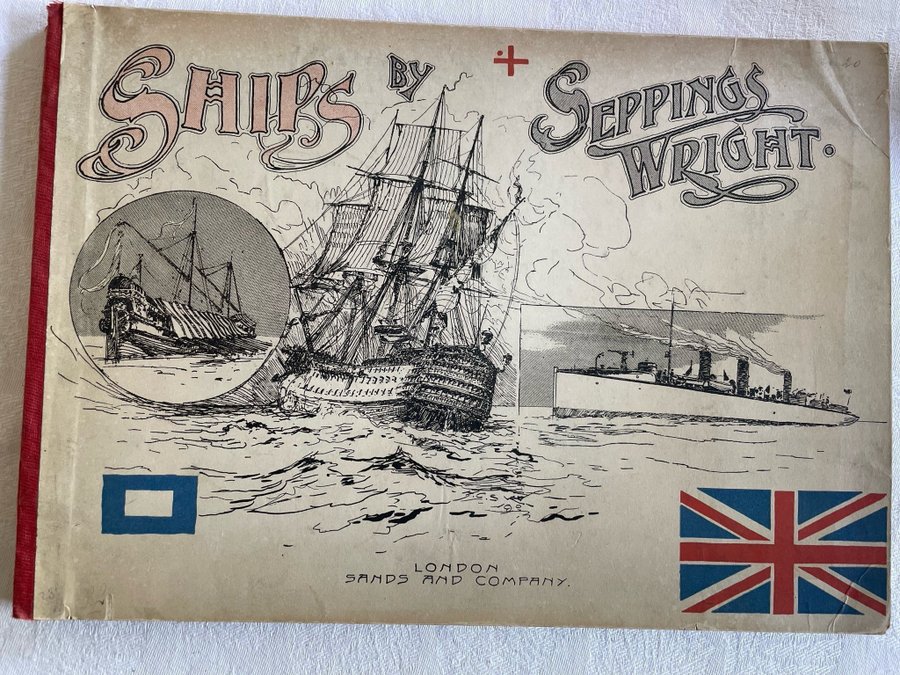 SHIPS BY
SEPPINGS
WRIGHT.
LONDON
SANDS AND COMPANY.